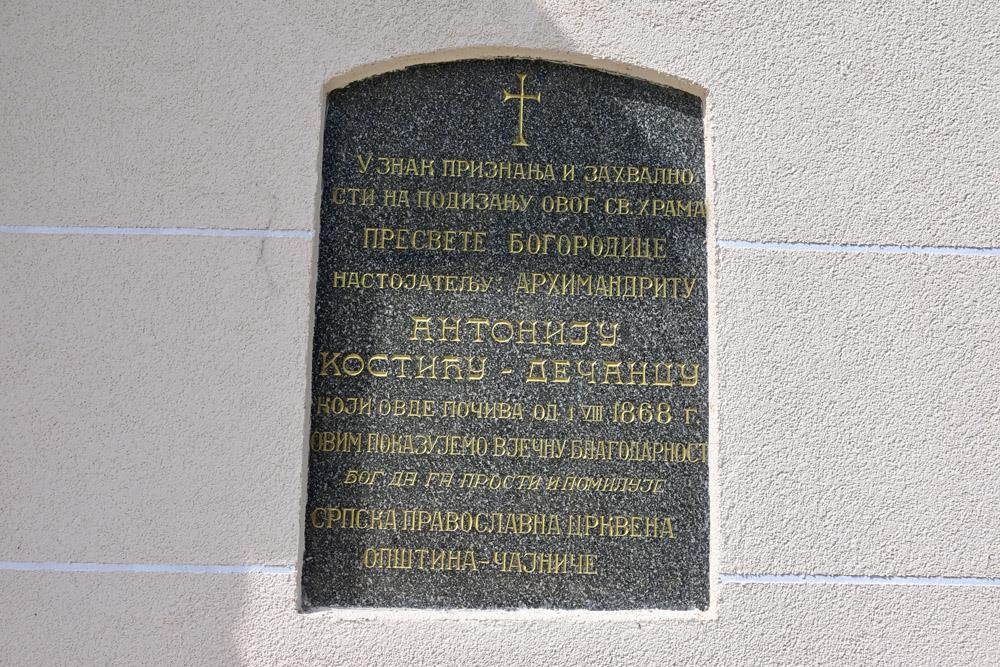 У ЗНАК ПРИЗНАЊА И ЗАХВАЛНО
СТИ НА ПОДИЗАЊУ ОВОГ СВ. ХРАМА
ПРЕСВЕТЕ БОГОРОДИЦЕ
НАСТОЈАТЕЉУ: АРХИМАНДРИТУ
АНТОНИЈУ
КОСТИЋУ - ДЕЧАНЦУ
КОЈИ ОВДЕ ПОЧИВА ОД I VIII 1868 Г.
ОВИМ ПОКАЗУЈЕМО ВЈЕЧНУ БЛАГОДАРНОСТ
БОГ ДА ГА ПРОСТИ И ПОМИЛУЈЕ
СРПСКА ПРАВОСЛАВНА ЦРКВЕНА
ОПШТИНА - ЧАЈНИЧЕ